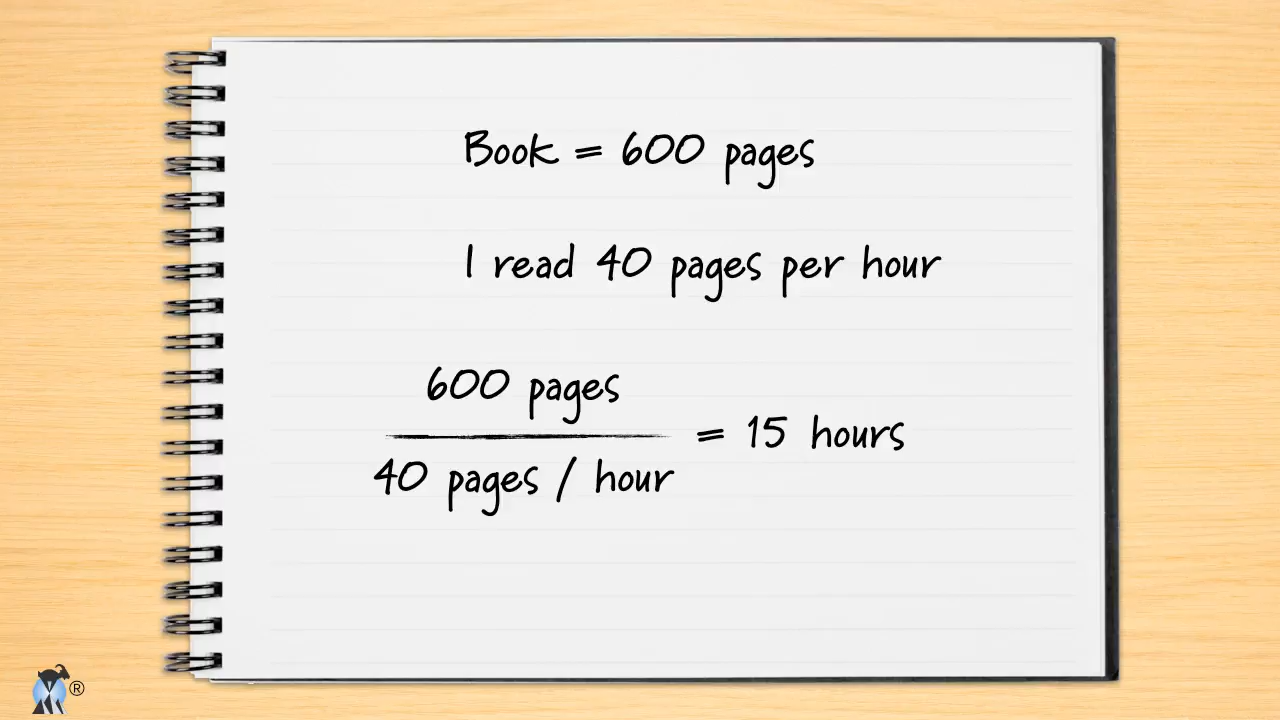 Book = 600 pages
I read 40 pages per hour
600 pages
= 15 hours
40 pages / hour
®